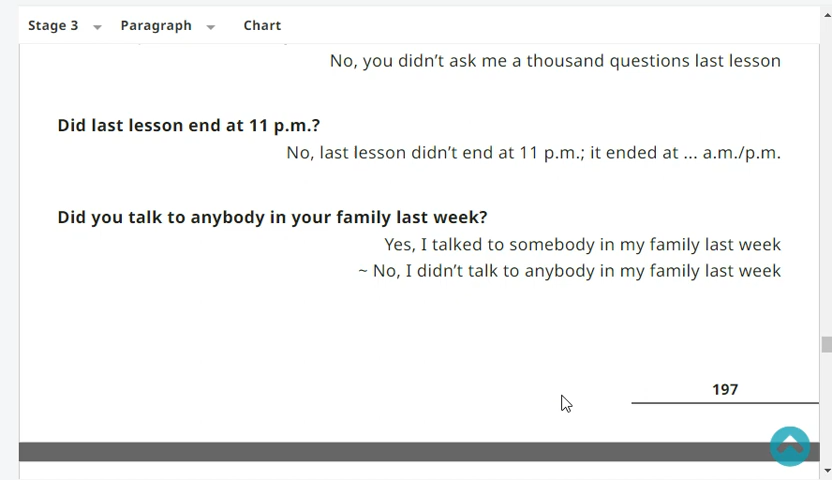 Stage 3 Paragraph Chart
No, you didn't ask me a thousand questions last lesson
Did last lesson end at 11 p.m.?
No, last lesson didn't end at 11 p.m.; it ended at ... a.m./p.m.
Did you talk to anybody in your family last week?
Yes, I talked to somebody in my family last week
~ No, I didn't talk to anybody in my family last week
197